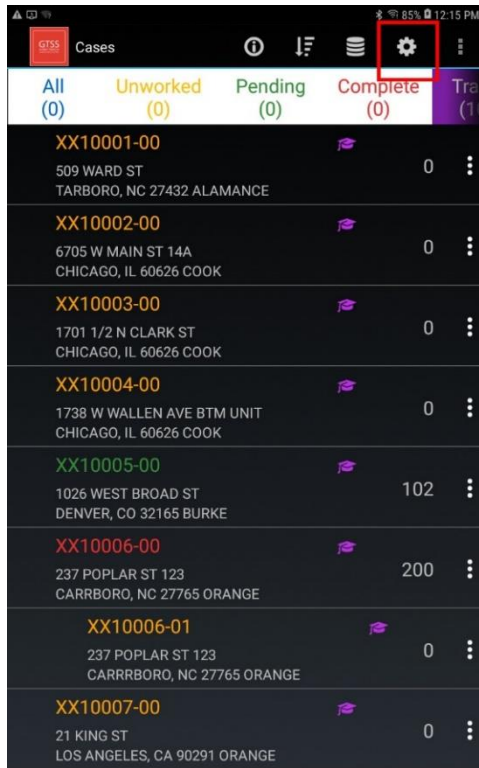 85% 12:15 PM
GTSS
Cases
All Unworked Pending Complete Tra
(0) (0) (0) (0) (1
XX10001-00
509 WARD ST 0
TARBORO, NC 27432 ALAMANCE
XX10002-00
6705 W MAIN ST 14A 0
CHICAGO, IL 60626 COOK
XX10003-00
1701 1/2 N CLARK ST 0
CHICAGO, IL 60626 COOK
XX10004-00
1738 W WALLEN AVE BTM UNIT 0
CHICAGO, IL 60626 COOK
XX10005-00
1026 WEST BROAD ST 102
DENVER, CO 32165 BURKE
XX10006-00
237 POPLAR ST 123 200
CARRBORO, NC 27765 ORANGE
XX10006-01
237 POPLAR ST 123 0
CARRRBORO, NC 27765 ORANGE
XX10007-00
21 KING ST 0
LOS ANGELES, CA 90291 ORANGE